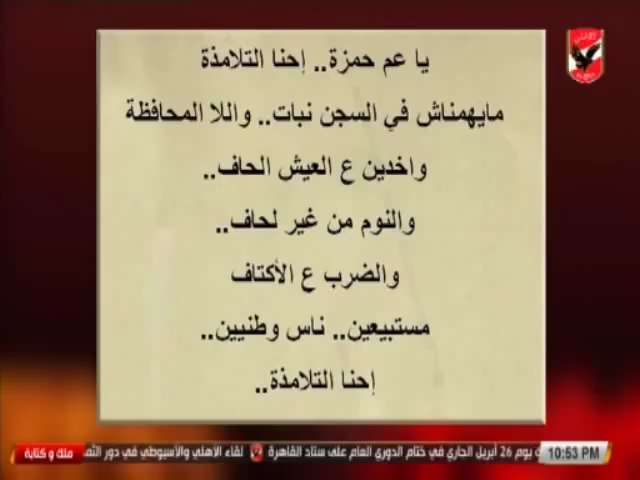 يا عم حمزة.. إحنا التلامذة
مايهمناش في السجن نبات.. واللا المحافظة
واخدين ع العيش الحاف..
والنوم من غير لحاف..
والضرب ع الأكتاف
مستبيعين.. ناس وطنيين..
إحنا التلامذة..
10:53 PM
يوم 26 أبريل الجاري في ختام الدوري العام على ستاد القاهرة
لقاء الأهلي والأسيوطي في دور
ملك و كتابة